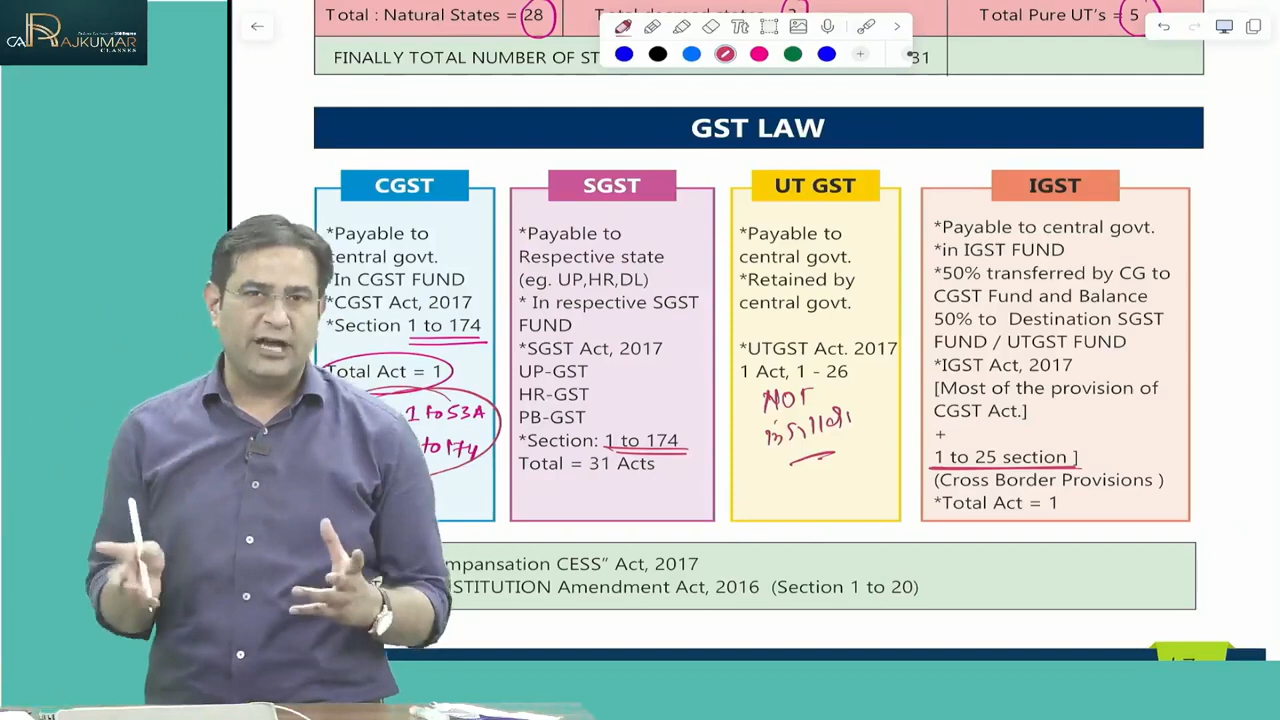 CA RAJKUMAR
CLASSES
Total : Natural States = 28
Total Pure UT's = 5
FINALLY TOTAL NUMBER OF ST
31
GST LAW
CGST
*Payable to
central govt.
*In CGST FUND
*CGST Act, 2017
*Section 1 to 174
Total Act = 1
1 to 53A
to 174
SGST
*Payable to
Respective state
(eg. UP,HR,DL)
* In respective SGST
FUND
*SGST Act, 2017
UP-GST
HR-GST
PB-GST
*Section: 1 to 174
Total = 31 Acts
UT GST
*Payable to
central govt.
*Retained by
central govt.
*UTGST Act. 2017
1 Act, 1 - 26
NOT
IGST
*Payable to central govt.
*in IGST FUND
*50% transferred by CG to
CGST Fund and Balance
50% to Destination SGST
FUND / UTGST FUND
*IGST Act, 2017
[Most of the provision of
CGST Act.]
+
1 to 25 section ]
(Cross Border Provisions )
*Total Act = 1
mpansation CESS” Act, 2017
STITUTION Amendment Act, 2016 (Section 1 to 20)